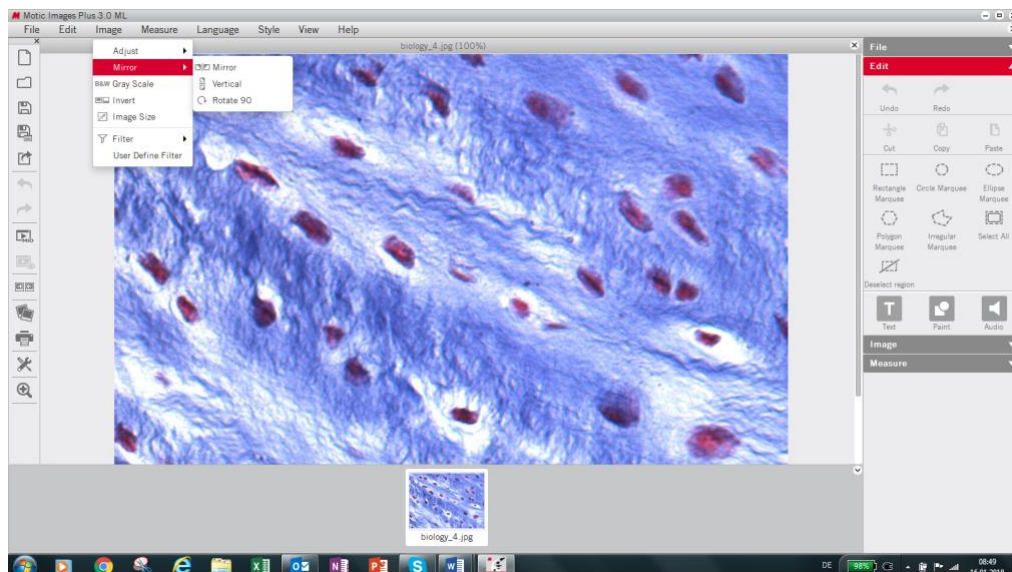 Motic Images Plus 3.0 ML
File Edit Image Measure Language Style View Help
biology_4.jpg (100%)
Adjust
Mirror
B&W Gray Scale
Invert
Image Size
Filter
User Define Filter
Mirror
Vertical
Rotate 90
File
Edit
Undo Redo
Cut Copy Paste
Rectangle Marquee
Circle Marquee
Ellipse Marquee
Polygon Marquee
Irregular Marquee
Select All
Deselect region
Text Paint Audio
Image
Measure
biology_4.jpg
DE 98% 08:49
16.01.2018